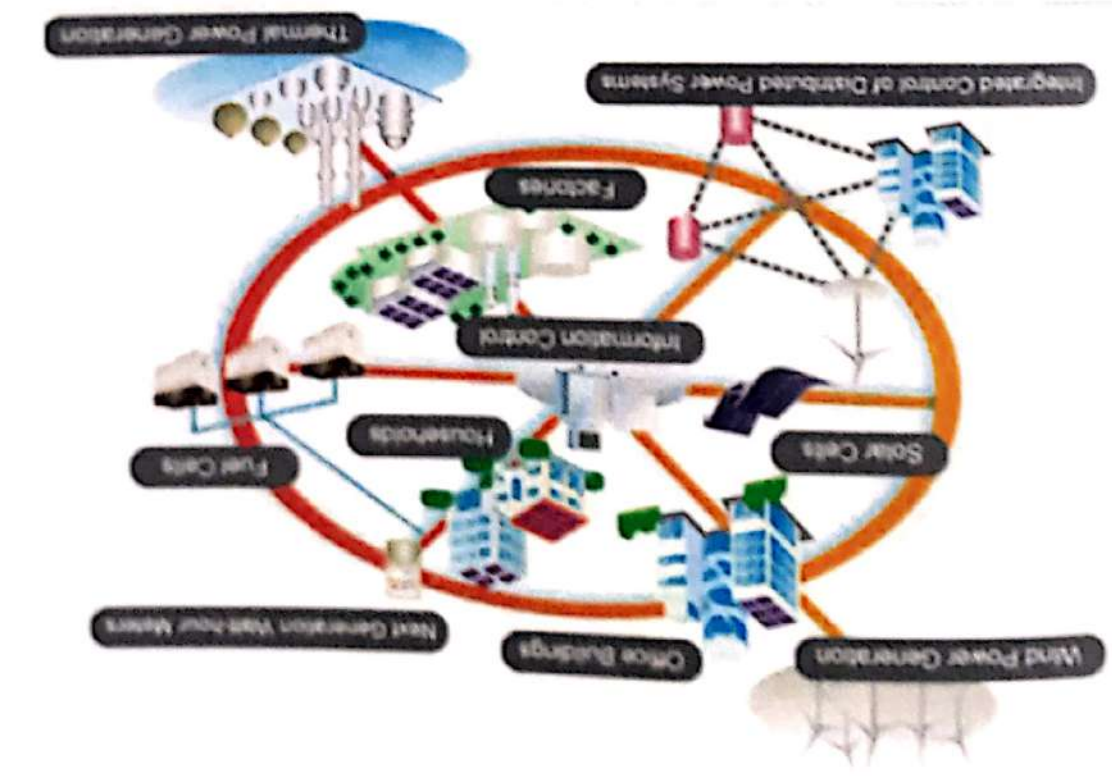 Wind Power Generation
Office Buildings
Next Generation Watt-hour Meters
Solar Cells
Households
Fuel Cells
Information Control
Factories
Integrated Control of Distributed Power Systems
Thermal Power Generation